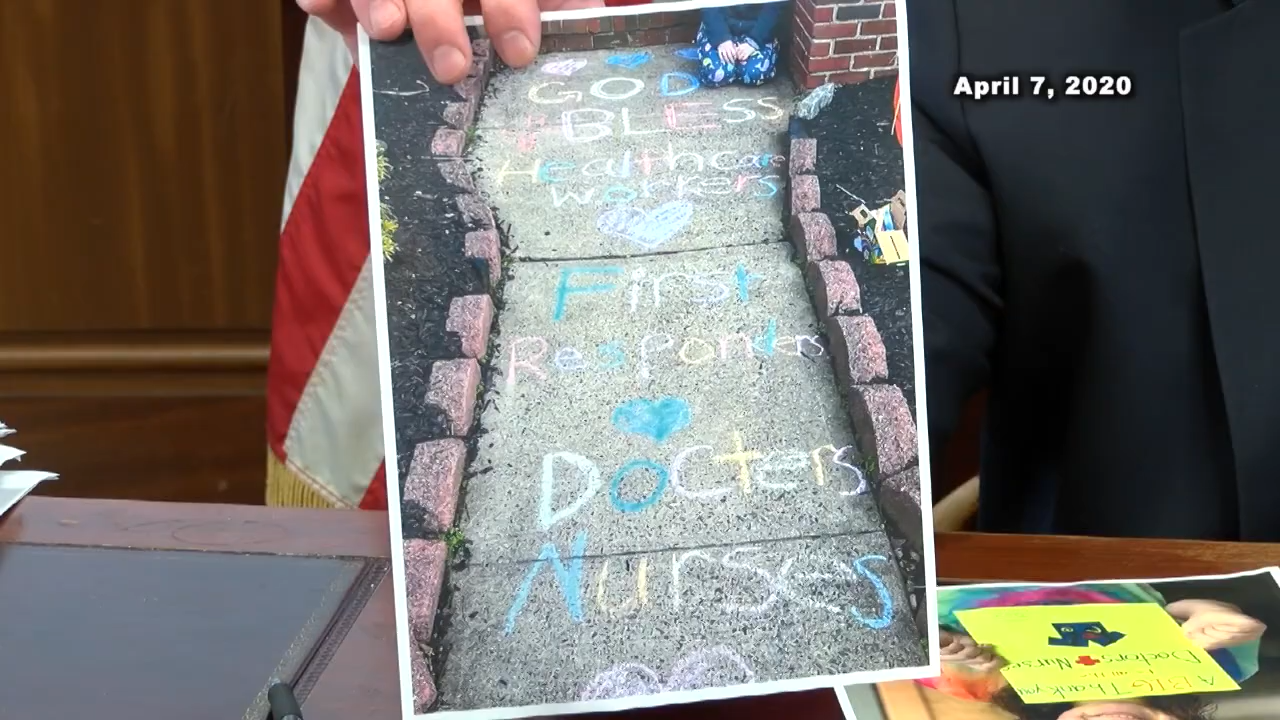 April 7, 2020
GOD
BLESS
Healthcare
workers
First
Responders
Docters
Nurses
A BIG Thank you
Doctors + Nurses